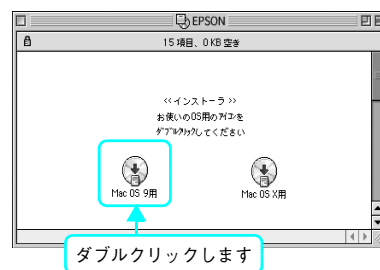 EPSON
15 項目、0 KB 空き
<<インストーラ>>
お使いのOS用のｱｲｺﾝを
ﾀﾞﾌﾞﾙｸﾘｯｸしてください
Mac OS 9用
Mac OS X用
ダブルクリックします